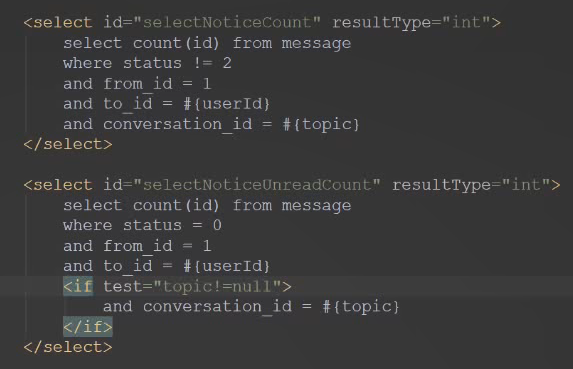 <select id="selectNoticeCount" resultType="int">
    select count(id) from message
    where status != 2
    and from_id = 1
    and to_id = #{userId}
    and conversation_id = #{topic}
</select>

<select id="selectNoticeUnreadCount" resultType="int">
    select count(id) from message
    where status = 0
    and from_id = 1
    and to_id = #{userId}
    <if test="topic!=null">
        and conversation_id = #{topic}
    </if>
</select>